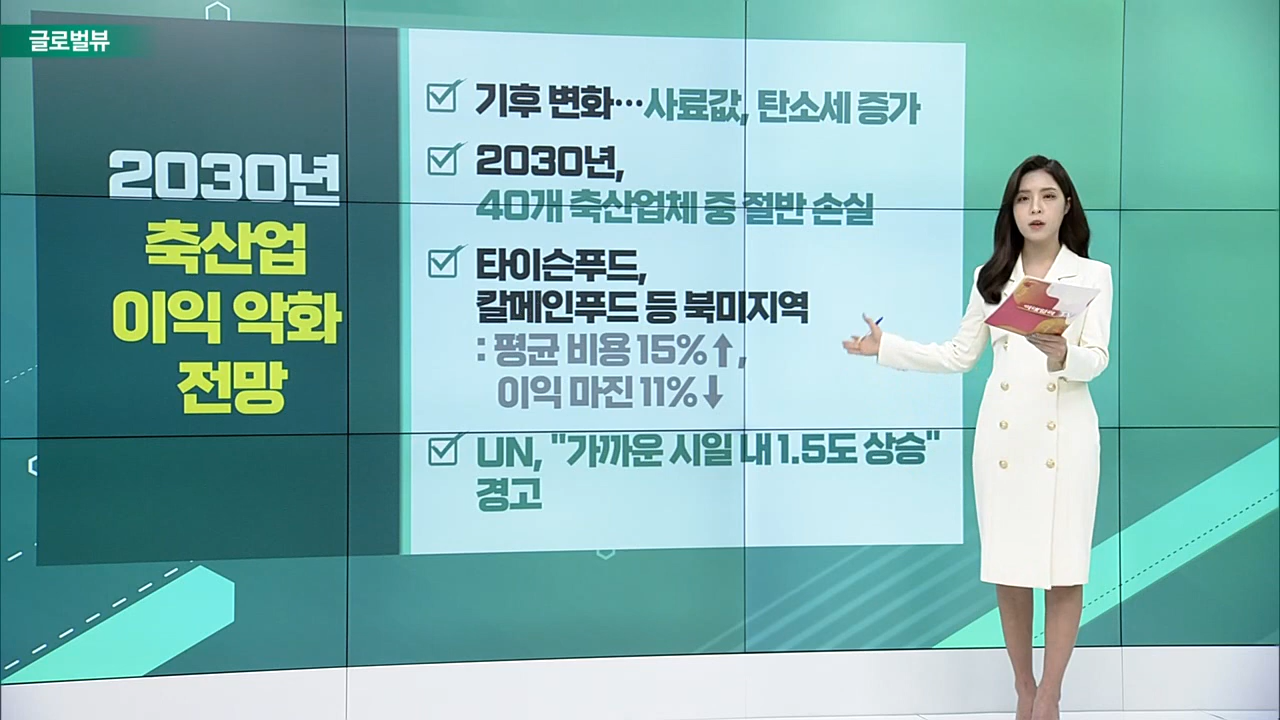 글로벌뷰
2030년
축산업
이익 악화
전망
기후 변화…사료값, 탄소세 증가
2030년,
40개 축산업체 중 절반 손실
타이슨푸드,
칼메인푸드 등 북미지역
: 평균 비용 15%↑,
이익 마진 11%↓
UN, "가까운 시일 내 1.5도 상승"
경고